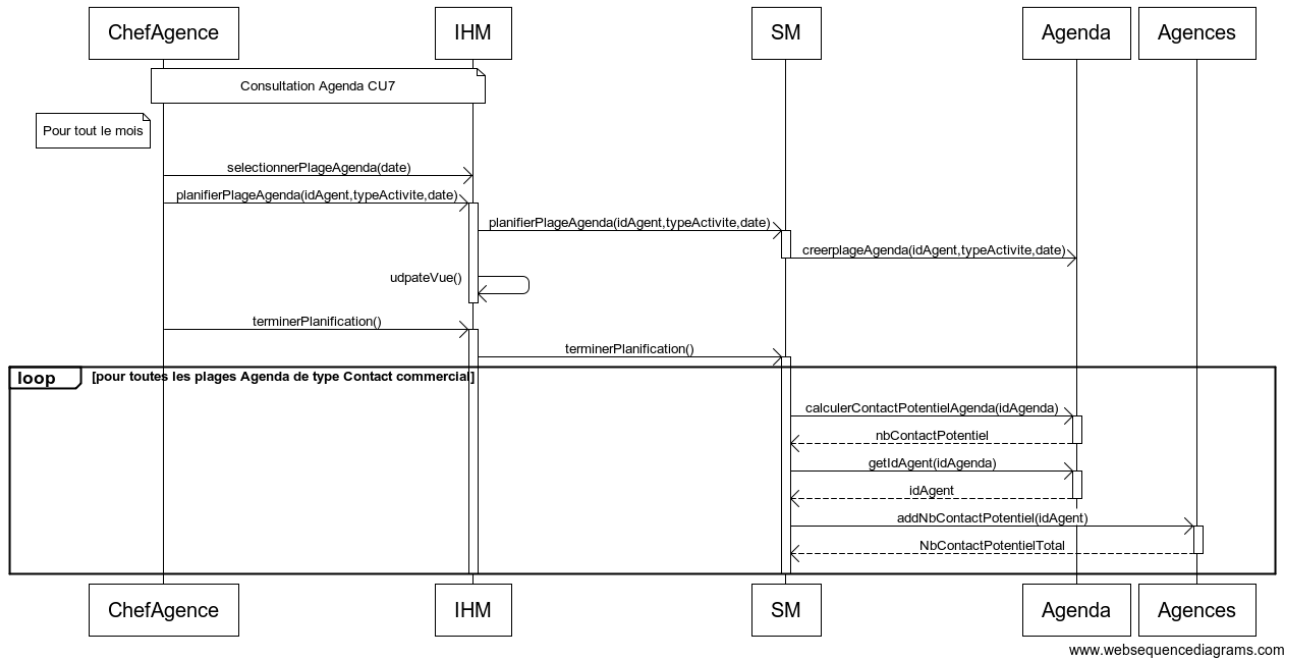 ChefAgence
IHM
SM
Agenda
Agences
Consultation Agenda CU7
Pour tout le mois
selectionnerPlageAgenda(date)
planifierPlageAgenda(idAgent,typeActivite,date)
planifierPlageAgenda(idAgent,typeActivite,date)
creerplageAgenda(idAgent,typeActivite,date)
udpateVue()
terminerPlanification()
terminerPlanification()
loop
[pour toutes les plages Agenda de type Contact commercial]
calculerContactPotentielAgenda(idAgenda)
nbContactPotentiel
getIdAgent(idAgenda)
idAgent
addNbContactPotentiel(idAgent)
NbContactPotentielTotal
ChefAgence
IHM
SM
Agenda
Agences
www.websequencediagrams.com